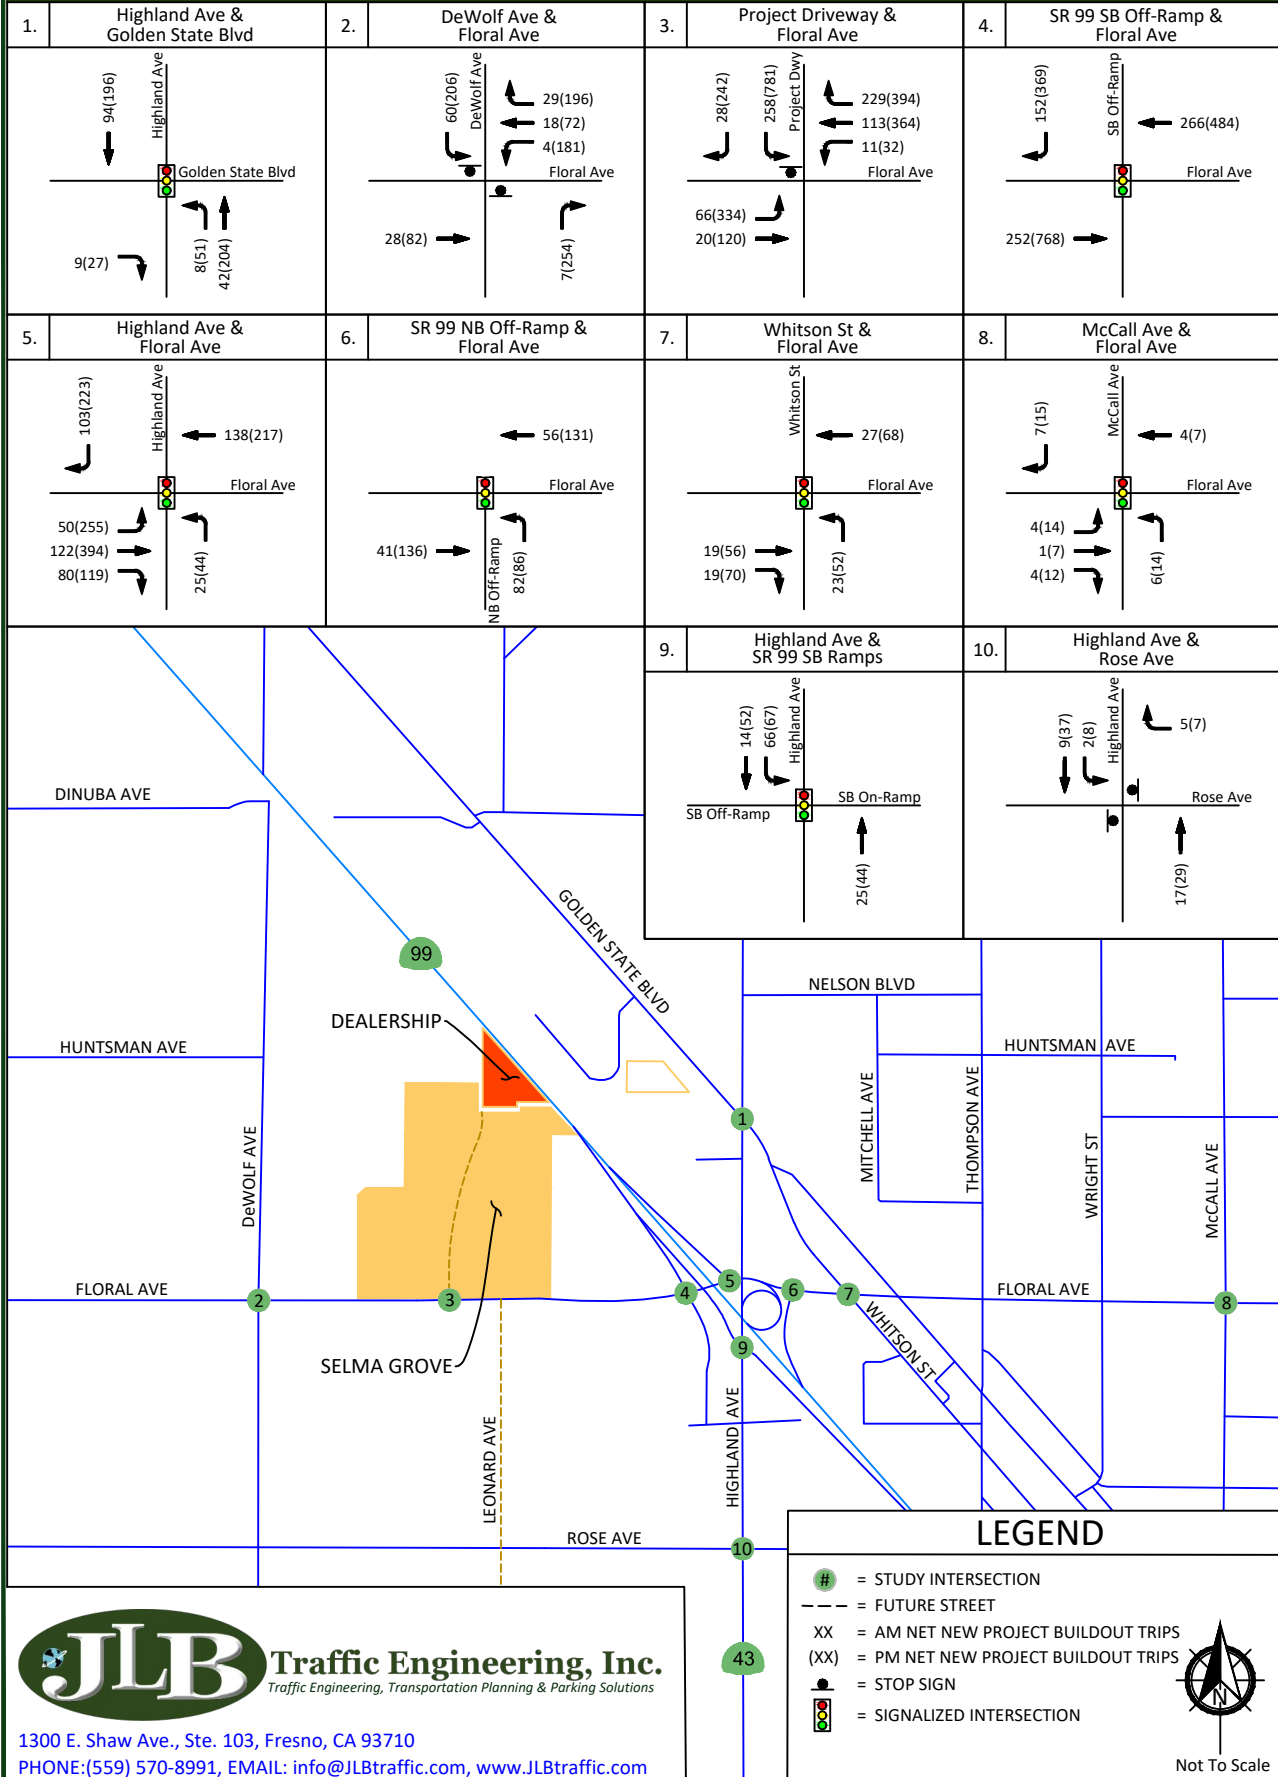 1.
Highland Ave &
Golden State Blvd
94(196)
Highland Ave
Golden State Blvd
9(27)
8(51)
42(204)
2.
DeWolf Ave &
Floral Ave
60(206)
DeWolf Ave
29(196)
18(72)
4(181)
Floral Ave
28(82)
7(254)
3.
Project Driveway &
Floral Ave
28(242)
258(781)
Project Dwy
229(394)
113(364)
11(32)
Floral Ave
66(334)
20(120)
4.
SR 99 SB Off-Ramp &
Floral Ave
152(369)
SB Off-Ramp
266(484)
Floral Ave
252(768)
5.
Highland Ave &
Floral Ave
103(223)
Highland Ave
138(217)
Floral Ave
50(255)
122(394)
80(119)
25(44)
6.
SR 99 NB Off-Ramp &
Floral Ave
56(131)
Floral Ave
41(136)
NB Off-Ramp
82(86)
7.
Whitson St &
Floral Ave
Whitson St
27(68)
Floral Ave
19(56)
19(70)
23(52)
8.
McCall Ave &
Floral Ave
7(15)
McCall Ave
4(7)
Floral Ave
4(14)
1(7)
4(12)
6(14)
9.
Highland Ave &
SR 99 SB Ramps
14(52)
66(67)
Highland Ave
SB On-Ramp
SB Off-Ramp
25(44)
10.
Highland Ave &
Rose Ave
9(37)
2(8)
Highland Ave
5(7)
Rose Ave
17(29)
DINUBA AVE
GOLDEN STATE BLVD
99
NELSON BLVD
DEALERSHIP
HUNTSMAN AVE
HUNTSMAN AVE
MITCHELL AVE
THOMPSON AVE
WRIGHT ST
McCALL AVE
DeWOLF AVE
1
FLORAL AVE
2
3
4
5
6
7
FLORAL AVE
8
9
WHITSON ST
SELMA GROVE
LEONARD AVE
HIGHLAND AVE
ROSE AVE
10
43
LEGEND
# = STUDY INTERSECTION
= FUTURE STREET
XX = AM NET NEW PROJECT BUILDOUT TRIPS
(XX) = PM NET NEW PROJECT BUILDOUT TRIPS
= STOP SIGN
= SIGNALIZED INTERSECTION
N
Not To Scale
JLB
Traffic Engineering, Inc.
Traffic Engineering, Transportation Planning & Parking Solutions
1300 E. Shaw Ave., Ste. 103, Fresno, CA 93710
PHONE:(559) 570-8991, EMAIL: info@JLBtraffic.com, www.JLBtraffic.com